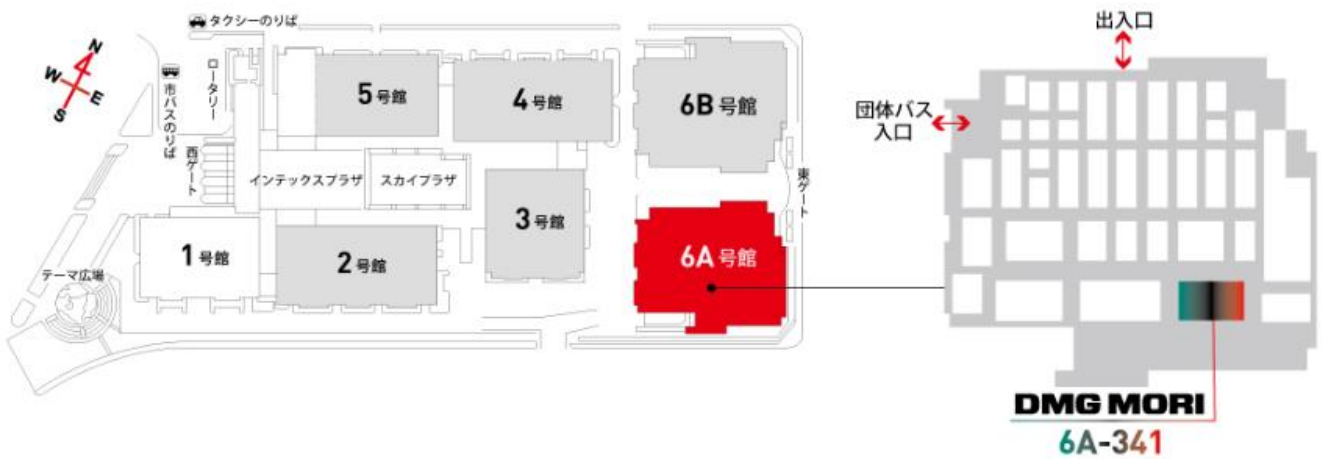 タクシーのりば
N
W
E
S
市バスのりば
ロータリー
西ゲート
5号館
4号館
6B号館
インテックスプラザ
スカイプラザ
東ゲート
3号館
1号館
2号館
6A号館
テーマ広場
出入口
団体バス
入口
DMG MORI
6A-341